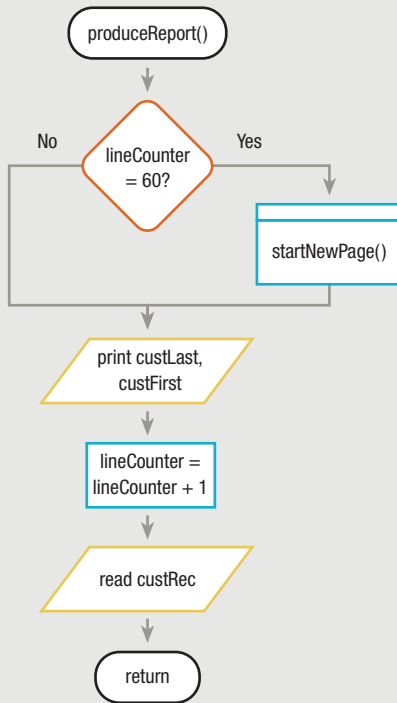 produceReport()
No
Yes
lineCounter
= 60?
startNewPage()
print custLast,
custFirst
lineCounter =
lineCounter + 1
read custRec
return